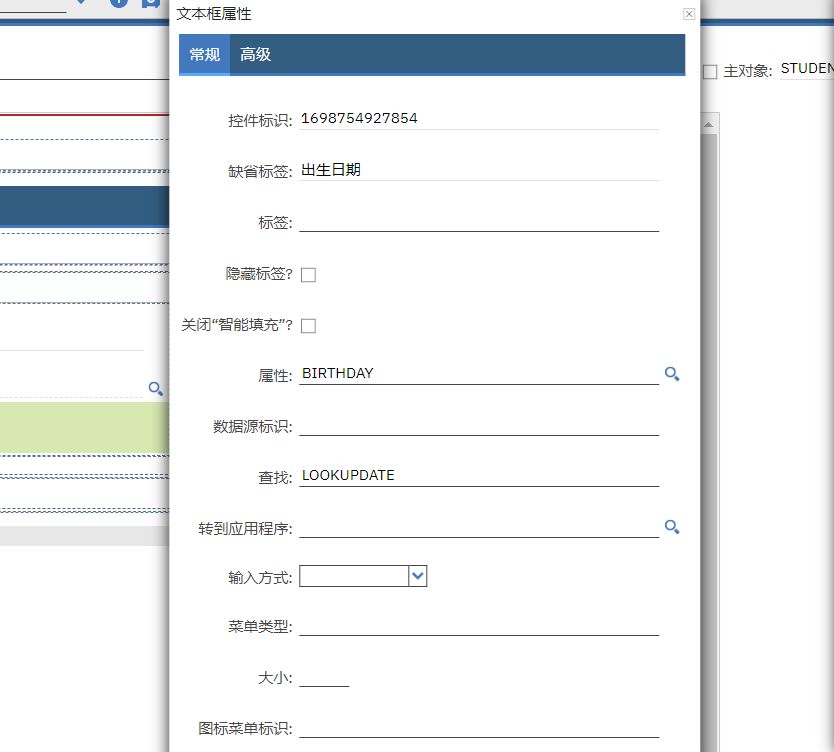 文本框属性
常规 高级
主对象: STUDEN
控件标识: 1698754927854
缺省标签: 出生日期
标签:
隐藏标签?
关闭“智能填充”?
属性: BIRTHDAY
数据源标识:
查找: LOOKUPDATE
转到应用程序:
输入方式:
菜单类型:
大小:
图标菜单标识: